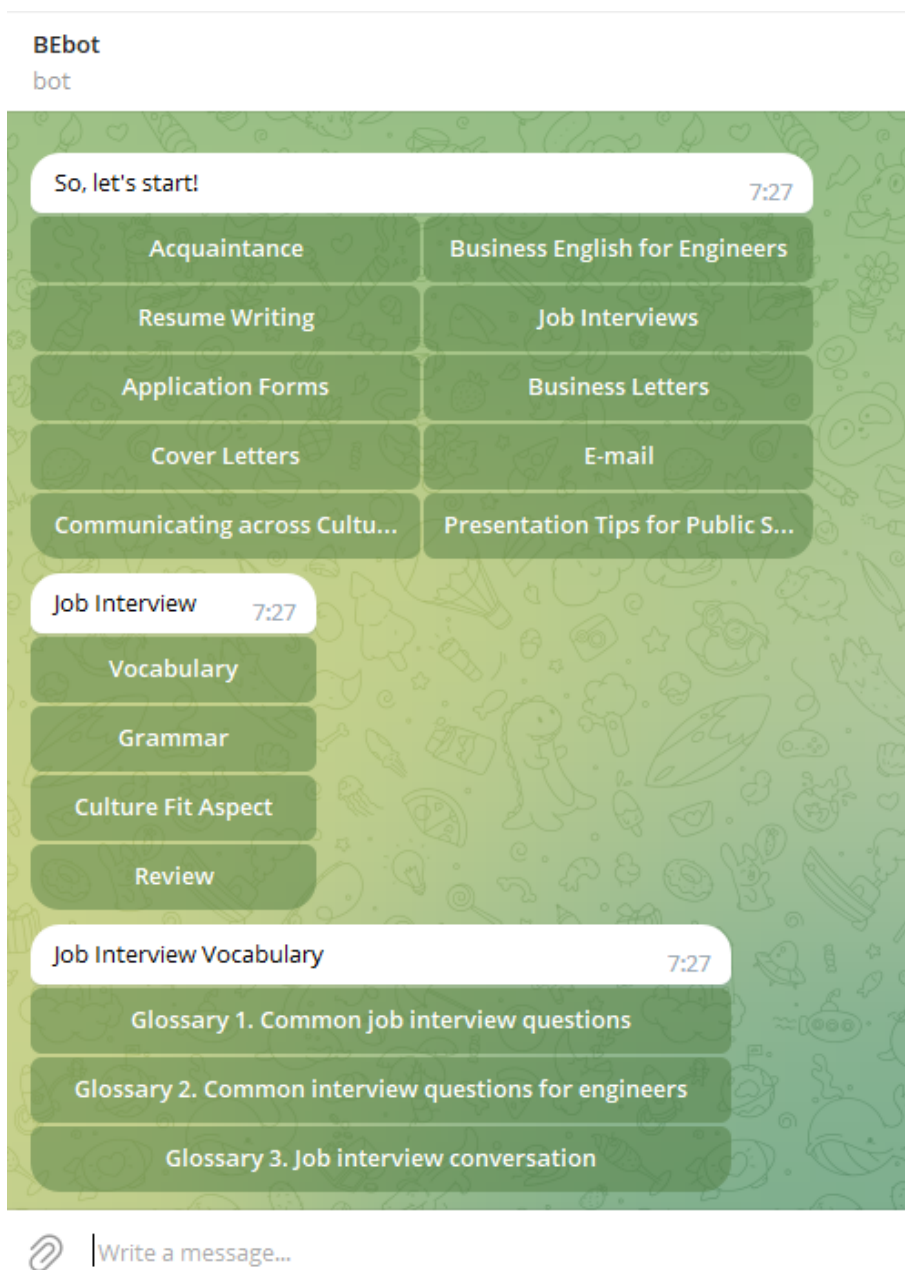 BEbot
bot
So, let's start!
7:27
Acquaintance
Business English for Engineers
Resume Writing
Job Interviews
Application Forms
Business Letters
Cover Letters
E-mail
Communicating across Cultu...
Presentation Tips for Public S...
Job Interview
7:27
Vocabulary
Grammar
Culture Fit Aspect
Review
Job Interview Vocabulary
7:27
Glossary 1. Common job interview questions
Glossary 2. Common interview questions for engineers
Glossary 3. Job interview conversation
Write a message...